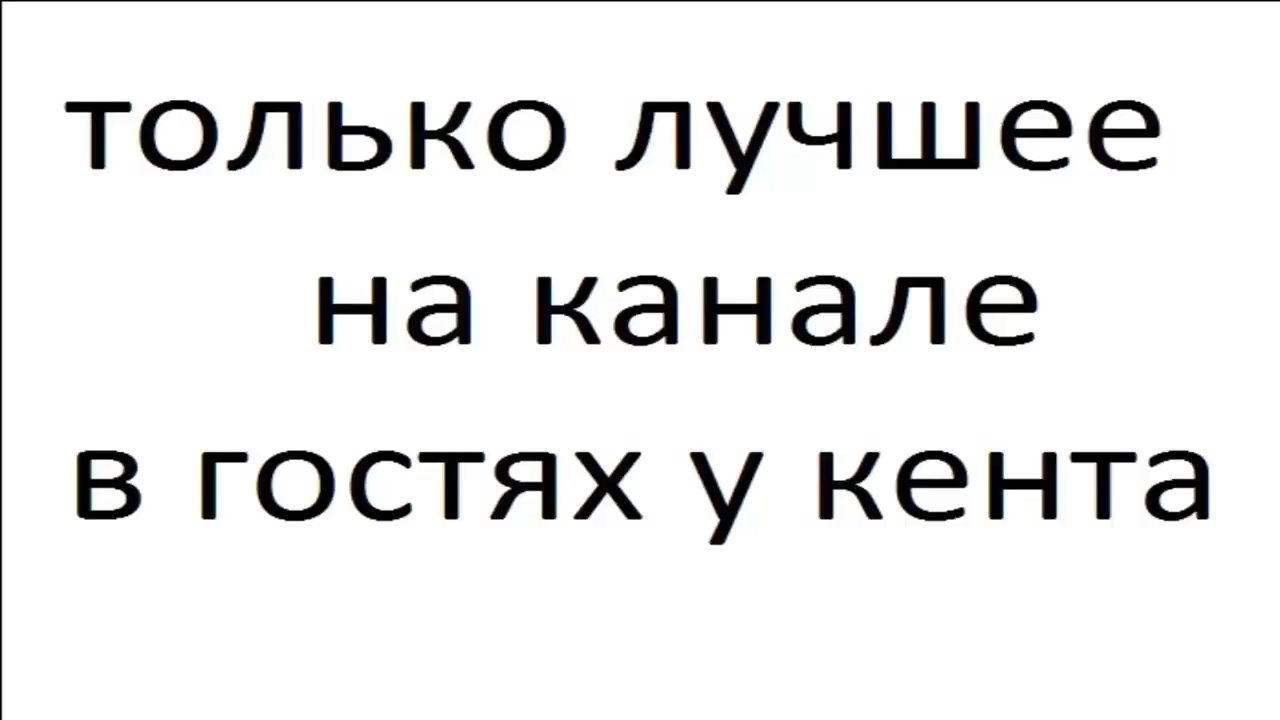 только лучшее
на канале
в гостях у кента